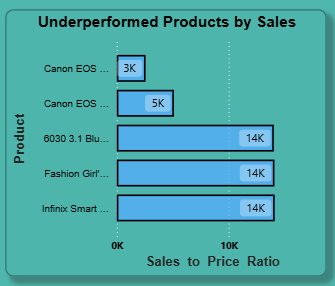 Underperformed Products by Sales
Canon EOS ...
3K
Canon EOS ...
5K
6030 3.1 Blu...
14K
Fashion Girl'...
14K
Infinix Smart ...
14K
Product
0K
10K
Sales to Price Ratio